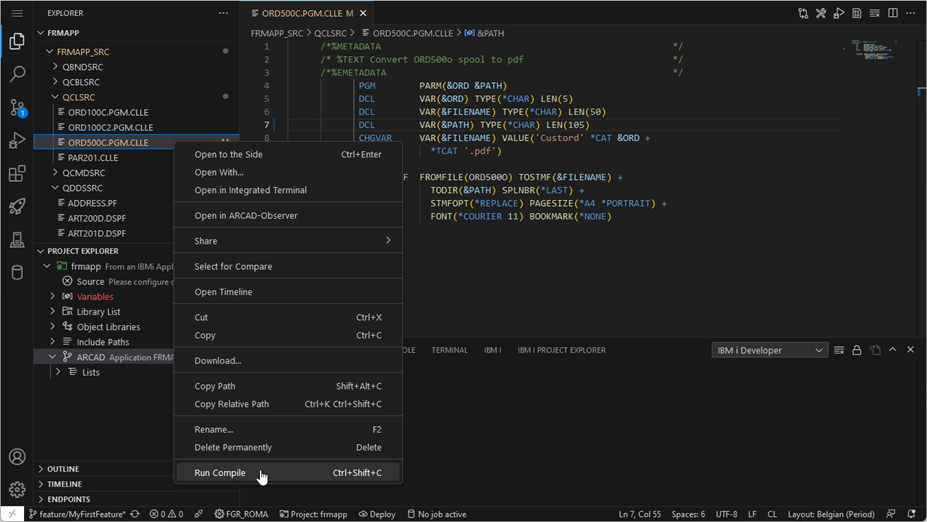 EXPLORER
FRMAPP
FRMAPP_SRC
QBNDSRC
QCBLSRC
QCLSRC
ORD100C.PGM.CLLE
ORD100C2.PGM.CLLE
ORD500C.PGM.CLLE M
PAR201.CLLE
QCMDSRC
QDDSSRC
ADDRESS.PF
ART200D.DSPF
ART201D.DSPF
PROJECT EXPLORER
frmapp From an IBMi Appl
Source Please configure d
Variables
Library List
Object Libraries
Include Paths
ARCAD Application FRMA
Lists
OUTLINE
TIMELINE
ENDPOINTS
1
Open to the Side Ctrl+Enter
Open With...
Open in Integrated Terminal
Open in ARCAD-Observer
Share
Select for Compare
Open Timeline
Cut Ctrl+X
Copy Ctrl+C
Download...
Copy Path Shift+Alt+C
Copy Relative Path Ctrl+K Ctrl+Shift+C
Rename... F2
Delete Permanently Delete
Run Compile Ctrl+Shift+C
ORD500C.PGM.CLLE M
FRMAPP_SRC > QCLSRC > ORD500C.PGM.CLLE > &PATH
1 /*%METADATA */
2 /* %TEXT Convert ORD500o spool to pdf */
3 /*%EMETADATA */
4 PGM PARM(&ORD &PATH)
5 DCL VAR(&ORD) TYPE(*CHAR) LEN(5)
6 DCL VAR(&FILENAME) TYPE(*CHAR) LEN(50)
7 DCL VAR(&PATH) TYPE(*CHAR) LEN(105)
8 CHGVAR VAR(&FILENAME) VALUE('Custord' *CAT &ORD +
*TCAT '.pdf')
F FROMFILE(ORD500O) TOSTMF(&FILENAME) +
TODIR(&PATH) SPLNBR(*LAST) +
STMFOPT(*REPLACE) PAGESIZE(*A4 *PORTRAIT) +
FONT(*COURIER 11) BOOKMARK(*NONE)
OLE TERMINAL IBM I IBM I PROJECT EXPLORER IBM i Developer
feature/MyFirstFeature* 0 0 FGR_ROMA Project: frmapp Deploy No job active Ln 7, Col 55 Spaces: 6 UTF-8 LF CL Layout: Belgian (Period)